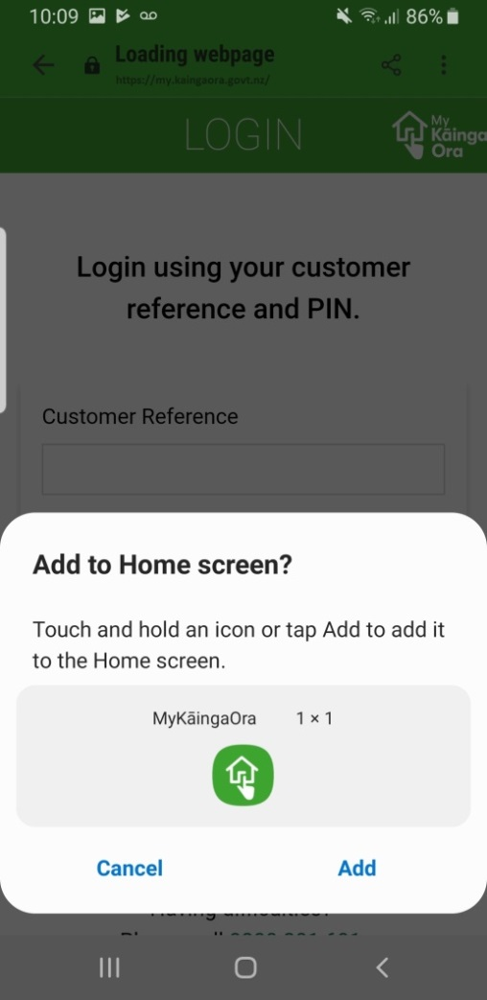 10:09
86%
Loading webpage
https://my.kaingaora.govt.nz/
LOGIN
My
Kāinga
Ora
Login using your customer
reference and PIN.
Customer Reference
Add to Home screen?
Touch and hold an icon or tap Add to add it
to the Home screen.
MyKāingaOra 1 × 1
Cancel Add